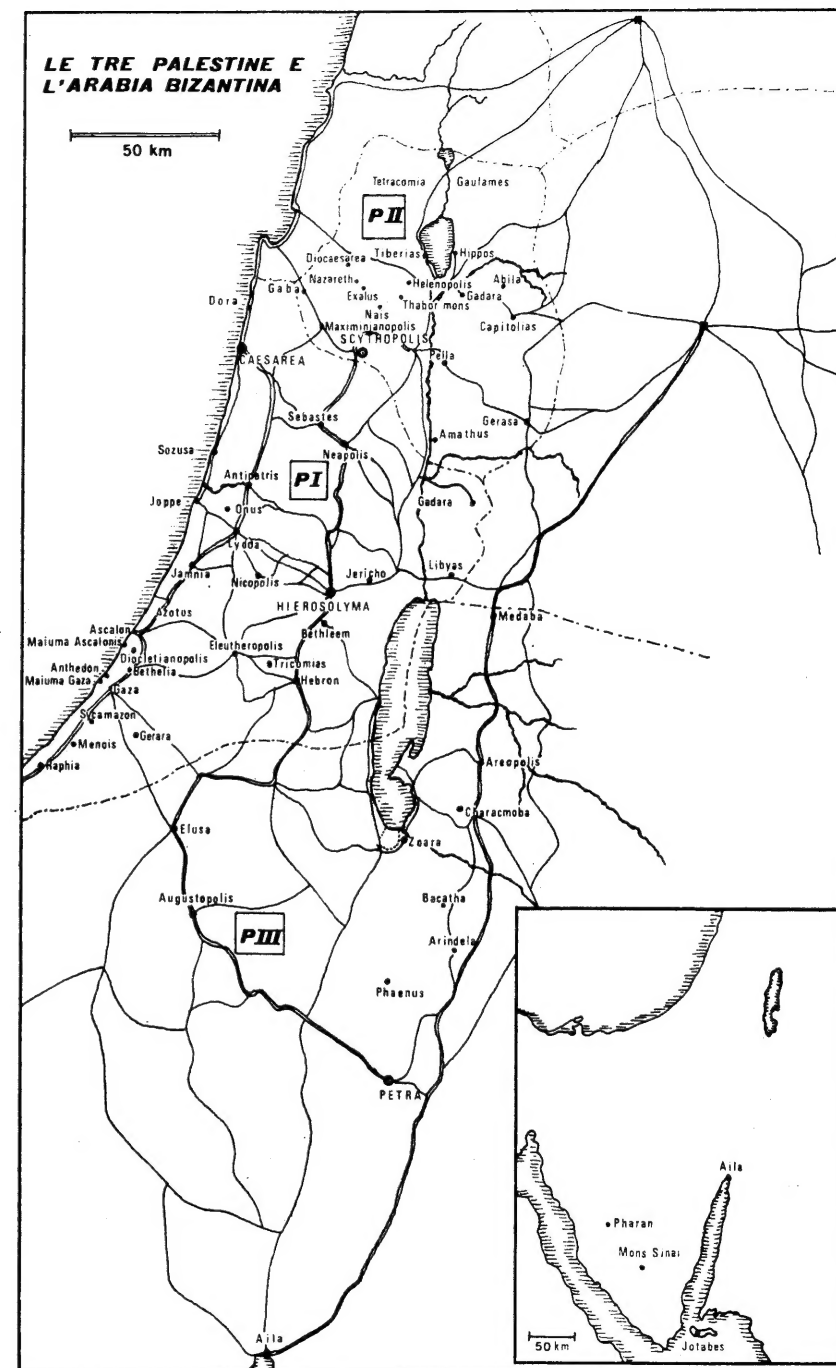 LE TRE PALESTINE E
L'ARABIA BIZANTINA
50 km
Tetracomia
Gaulames
P II
Diocaesarea
Tiberias
Hippos
Nazareth
Helenopolis
Abila
Gaba
Exalus
Thabor mons
Gadara
Dora
Nais
Capitolias
Maximinianopolis
SCYTROPOLIS
CAESAREA
Pella
Sebastes
Gerasa
Amathus
Neapolis
Sozusa
Antipatris
P I
Joppe
Onus
Gadara
Lydda
Jamnia
Nicopolis
Jericho
Libyas
HIEROSOLYMA
Azotus
Medaba
Bethleem
Ascalon
Maiuma Ascalonis
Eleutheropolis
Diocletianopolis
Tricomias
Anthedon
Bethelia
Maiuma Gaza
Hebron
Gaza
Sycamazon
Menois
Gerara
Raphia
Areopolis
Characmoba
Elusa
Zoara
Augustopolis
Bacatha
P III
Arindela
Phaenus
PETRA
Aila
Aila
Pharan
Mons Sinai
50 km
Jotabes